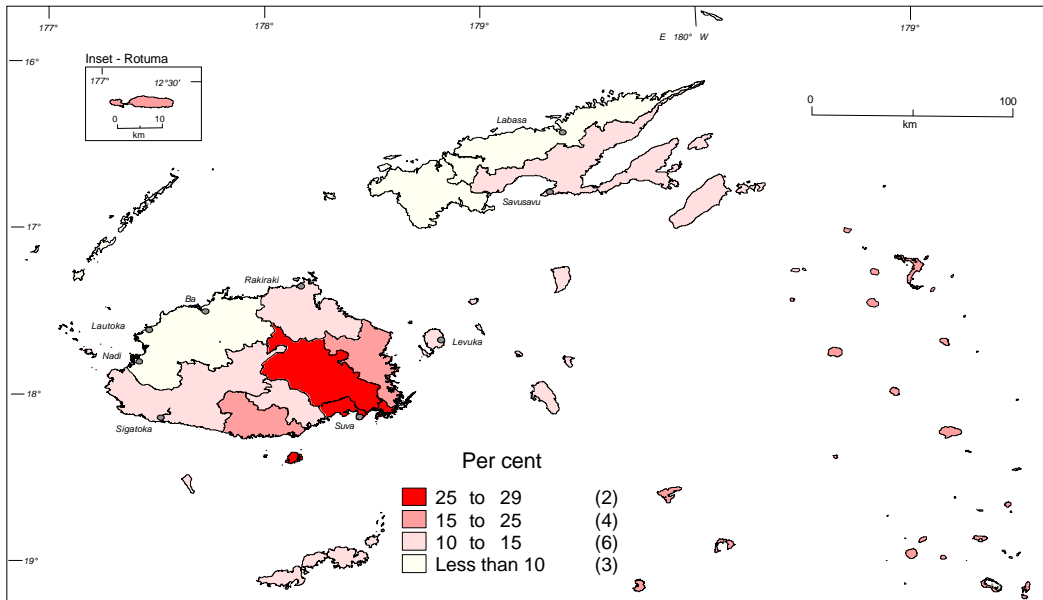 177°
178°
179°
E 180° W
179°
16°
17°
18°
19°
Inset - Rotuma
177°
12°30'
0 10
km
0 100
km
Labasa
Savusavu
Rakiraki
Ba
Lautoka
Nadi
Levuka
Sigatoka
Suva
Per cent
25 to 29 (2)
15 to 25 (4)
10 to 15 (6)
Less than 10 (3)